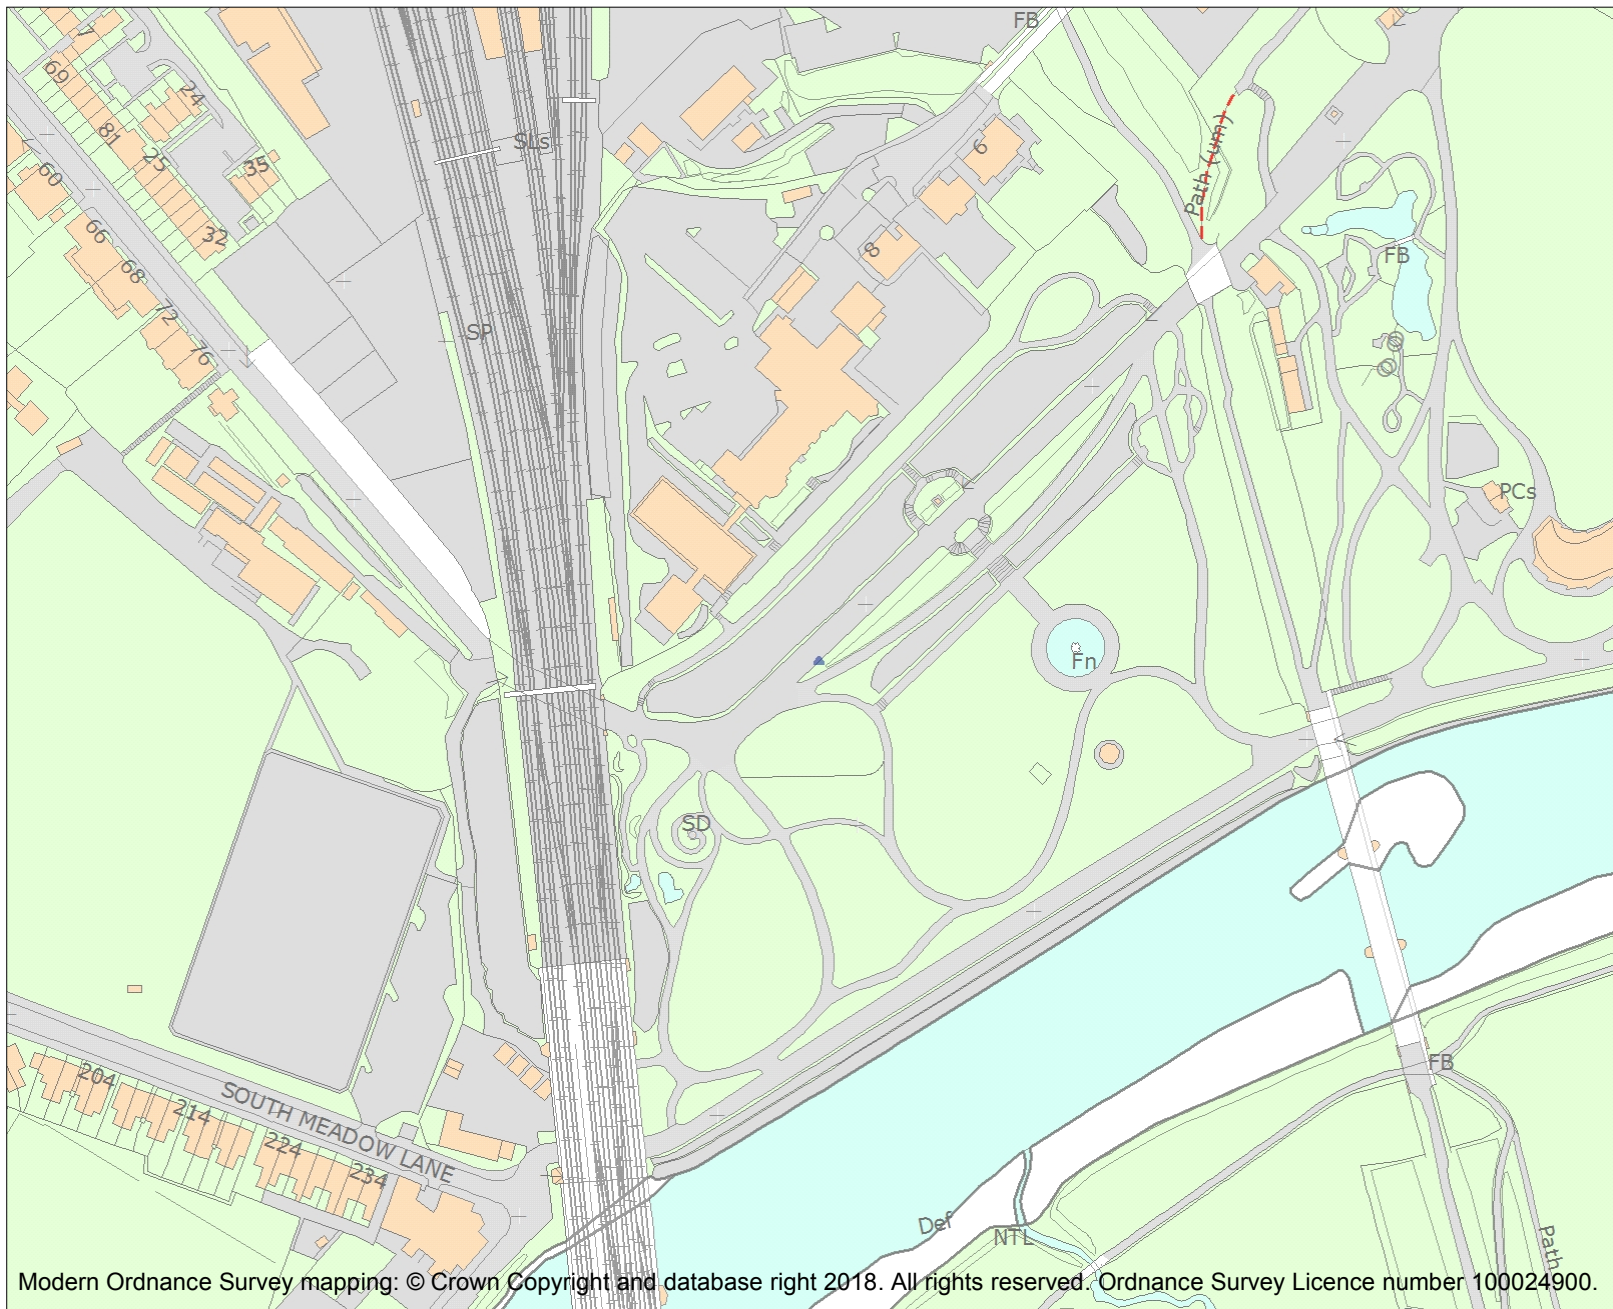 FB
7
69
24
81
SLs
Path (um)
25
35
6
60
66
32
8
FB
68
72
SP
76
PCs
Fn
SD
FB
204
214
SOUTH MEADOW LANE
224
234
Def
NTL
Path
Modern Ordnance Survey mapping: © Crown Copyright and database right 2018. All rights reserved. Ordnance Survey Licence number 100024900.